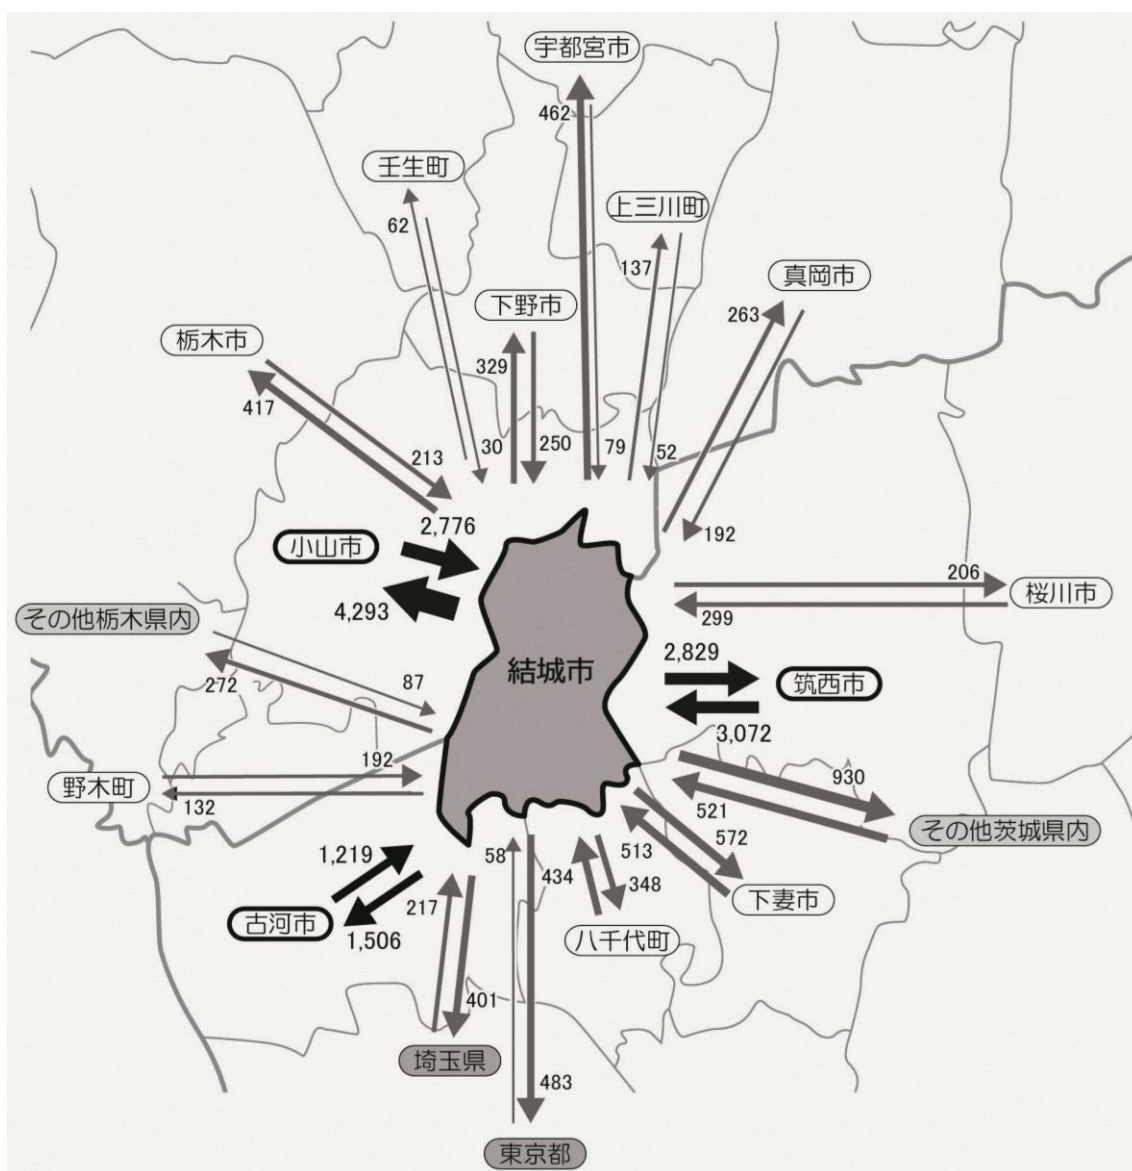 宇都宮市
462
壬生町
62
上三川町
137
真岡市
263
下野市
329
栃木市
417
213
30
250
79
52
192
2,776
小山市
4,293
206
桜川市
299
その他栃木県内
272
87
結城市
2,829
筑西市
3,072
192
野木町
132
930
521
その他茨城県内
572
513
下妻市
1,219
古河市
1,506
58
434
348
八千代町
217
401
埼玉県
483
東京都